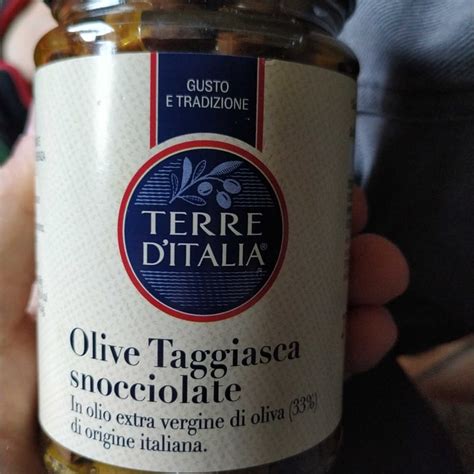 GUSTO
E TRADIZIONE
TERRE
D'ITALIA®
Olive Taggiasca
snocciolate
In olio extra vergine di oliva (33%)
di origine italiana.